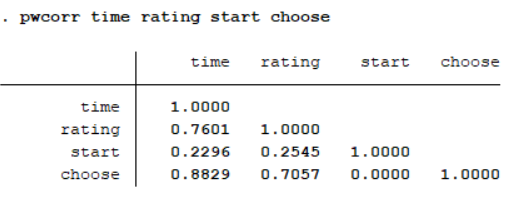 . pwcorr time rating start choose
time rating start choose
time 1.0000
rating 0.7601 1.0000
start 0.2296 0.2545 1.0000
choose 0.8829 0.7057 0.0000 1.0000